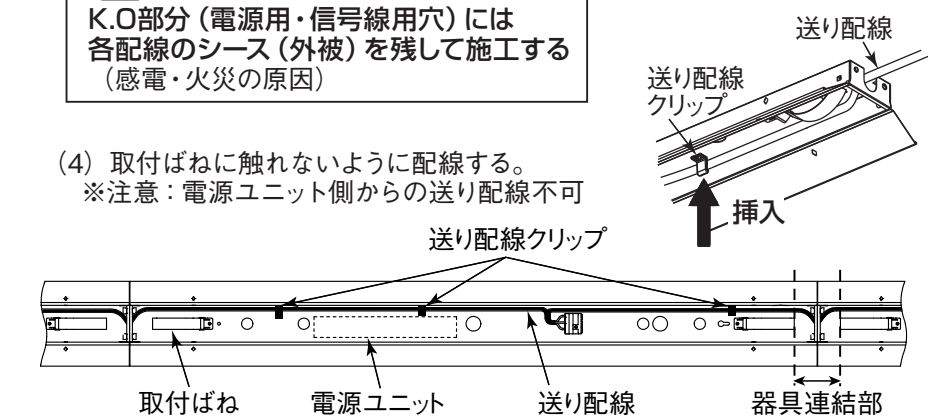 K.O部分（電源用・信号線用穴）には
各配線のシース（外被）を残して施工する
（感電・火災の原因）
送り配線
送り配線
クリップ
挿入
（4）取付ばねに触れないように配線する。
※注意：電源ユニット側からの送り配線不可
送り配線クリップ
取付ばね
電源ユニット
送り配線
器具連結部